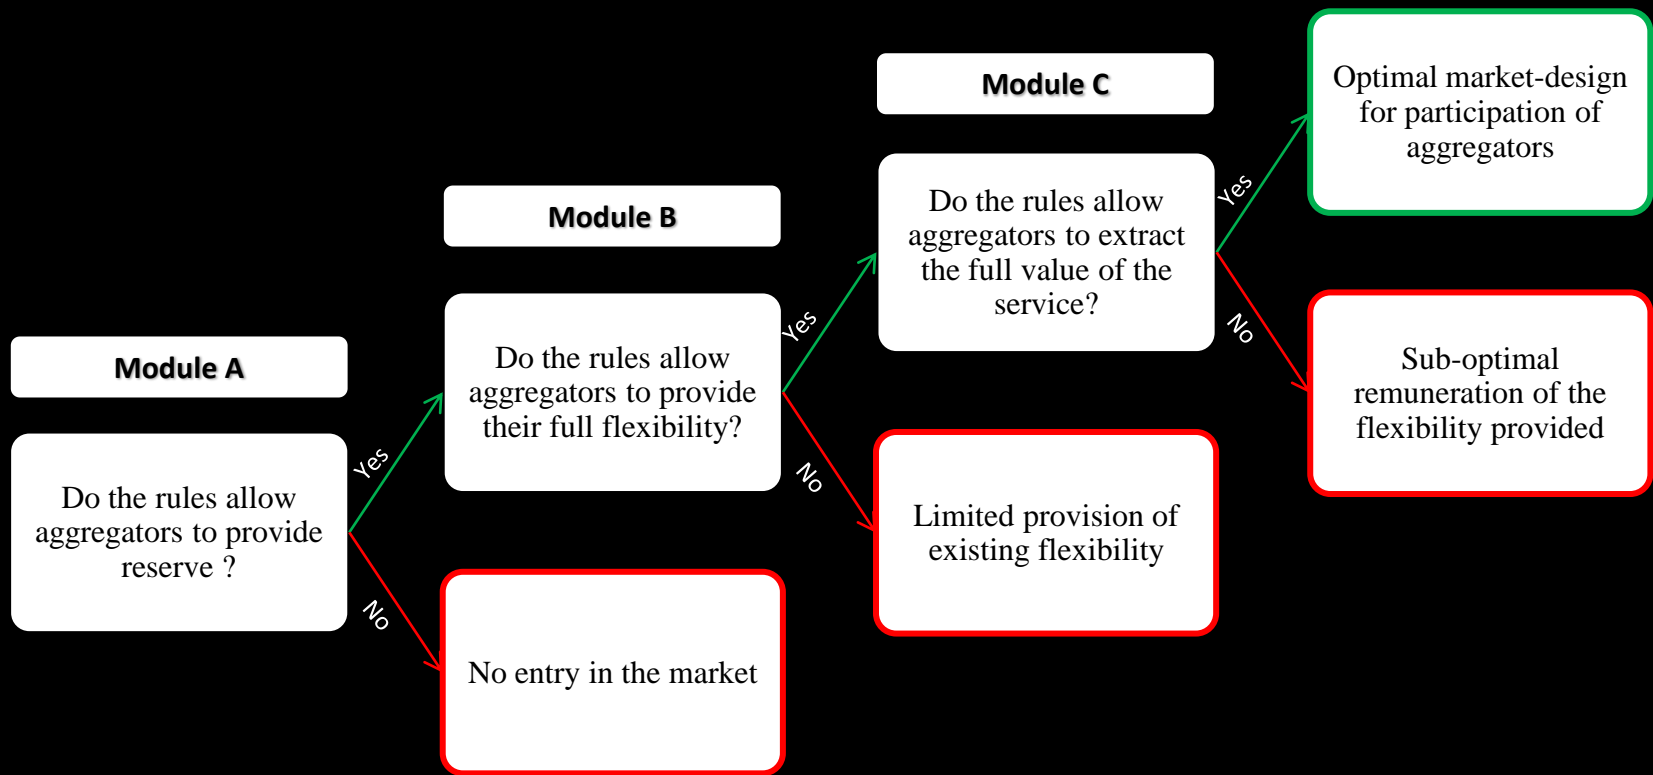 Module A
Do the rules allow
aggregators to provide
reserve ?
Yes
No
No entry in the market
Module B
Do the rules allow
aggregators to provide
their full flexibility?
Yes
No
Limited provision of
existing flexibility
Module C
Do the rules allow
aggregators to extract
the full value of the
service?
Yes
No
Optimal market-design
for participation of
aggregators
Sub-optimal
remuneration of the
flexibility provided